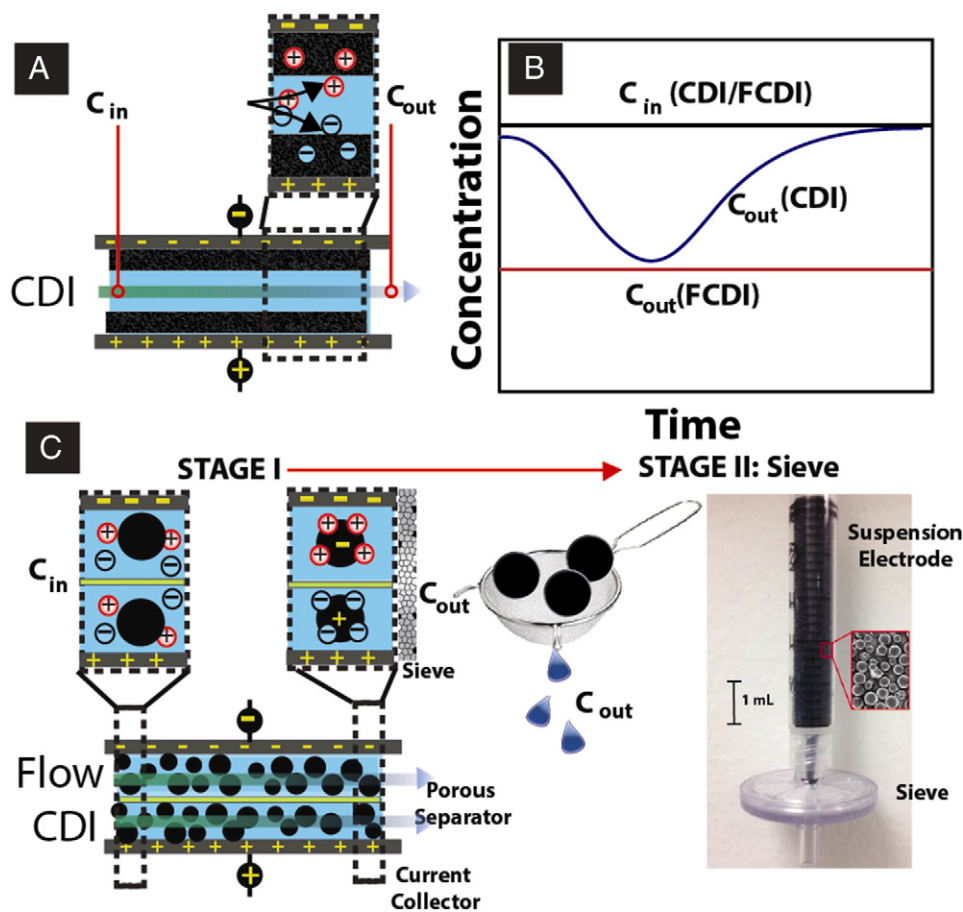 A
C in
C out
CDI
B
C in (CDI/FCDI)
C out (CDI)
C out (FCDI)
Concentration
Time
C
STAGE I
STAGE II: Sieve
C in
C out
Sieve
C out
Suspension
Electrode
1 mL
Sieve
Flow
CDI
Porous
Separator
Current
Collector